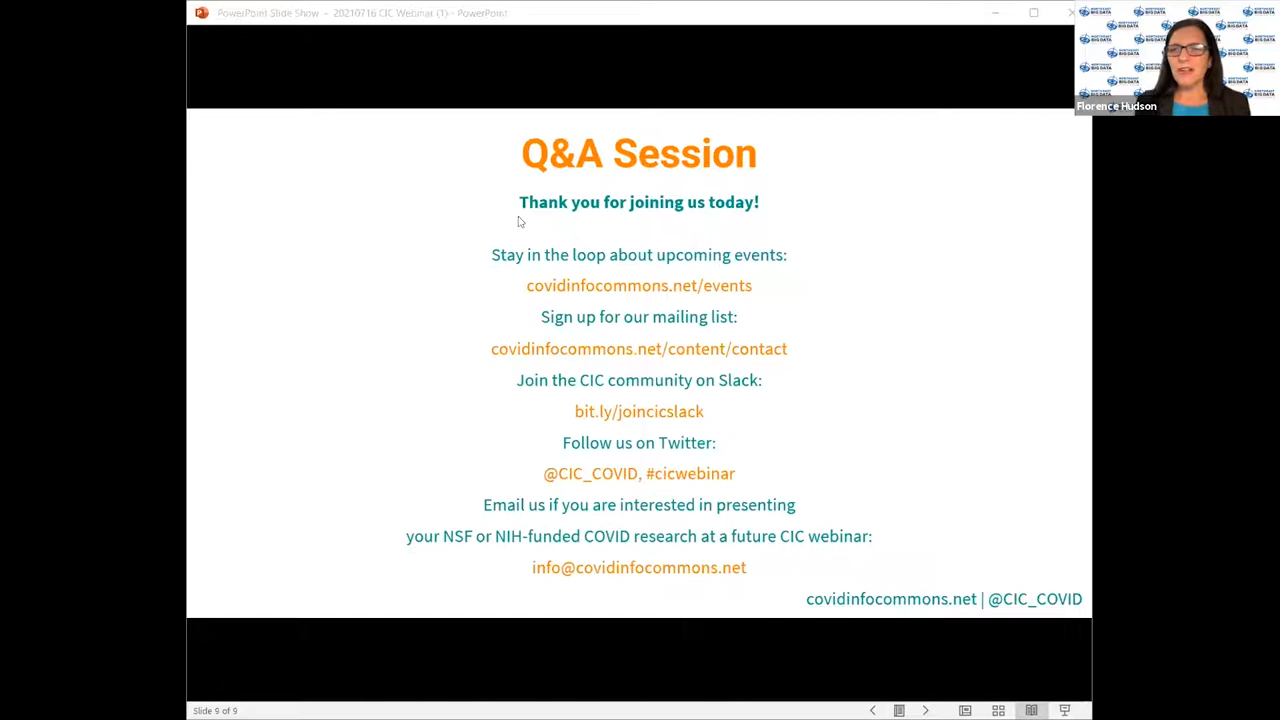 PowerPoint Slide Show - 20210716 CIC Webinar (1) - PowerPoint
NORTHEAST
BIG DATA
Florence Hudson
Q&A Session
Thank you for joining us today!
Stay in the loop about upcoming events:
covidinfocommons.net/events
Sign up for our mailing list:
covidinfocommons.net/content/contact
Join the CIC community on Slack:
bit.ly/joincicslack
Follow us on Twitter:
@CIC_COVID, #cicwebinar
Email us if you are interested in presenting
your NSF or NIH-funded COVID research at a future CIC webinar:
info@covidinfocommons.net
covidinfocommons.net | @CIC_COVID
Slide 9 of 9